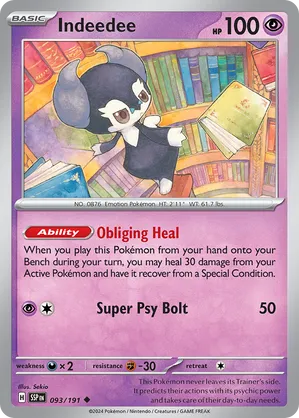 BASIC
Indeedee
HP 100
NO. 0876 Emotion Pokémon HT: 2'11" WT: 61.7 lbs.
Ability Obliging Heal
When you play this Pokémon from your hand onto your
Bench during your turn, you may heal 30 damage from your
Active Pokémon and have it recover from a Special Condition.
Super Psy Bolt 50
weakness ×2 resistance -30 retreat
Illus. Sekio
H SSP EN 093/191
This Pokémon never leaves its Trainer's side.
It predicts their actions with its psychic power
and takes care of their day-to-day needs.
©2024 Pokémon / Nintendo / Creatures / GAME FREAK